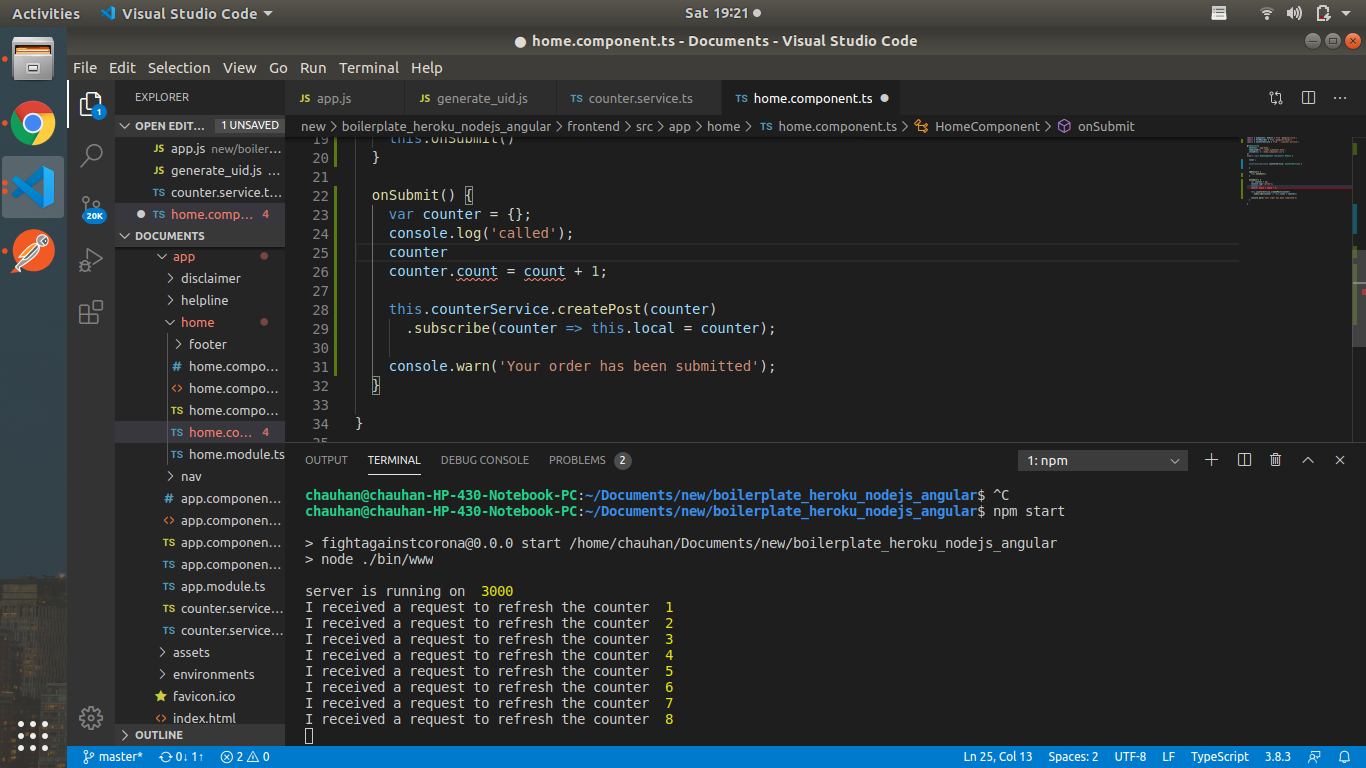 Activities
Visual Studio Code
Sat 19:21
home.component.ts - Documents - Visual Studio Code
File Edit Selection View Go Run Terminal Help
EXPLORER
OPEN EDIT... 1 UNSAVED
JS app.js new/boiler...
JS generate_uid.js ...
TS counter.service.t...
TS home.comp... 4
DOCUMENTS
app
disclaimer
helpline
home
footer
# home.compo...
<> home.compo...
TS home.compo...
TS home.co... 4
TS home.module.ts
nav
# app.componen...
<> app.componen...
TS app.componen...
TS app.componen...
TS app.module.ts
TS counter.service...
TS counter.service...
assets
environments
favicon.ico
<> index.html
OUTLINE
1
20K
JS app.js
JS generate_uid.js
TS counter.service.ts
TS home.component.ts
new > boilerplate_heroku_nodejs_angular > frontend > src > app > home > TS home.component.ts > HomeComponent > onSubmit
19 this.onSubmit()
20 }
21
22 onSubmit() {
23 var counter = {};
24 console.log('called');
25 counter
26 counter.count = count + 1;
27
28 this.counterService.createPost(counter)
29 .subscribe(counter => this.local = counter);
30
31 console.warn('Your order has been submitted');
32 }
33
34 }
35
OUTPUT TERMINAL DEBUG CONSOLE PROBLEMS 2
1: npm
chauhan@chauhan-HP-430-Notebook-PC:~/Documents/new/boilerplate_heroku_nodejs_angular$ ^C
chauhan@chauhan-HP-430-Notebook-PC:~/Documents/new/boilerplate_heroku_nodejs_angular$ npm start
> fightagainstcorona@0.0.0 start /home/chauhan/Documents/new/boilerplate_heroku_nodejs_angular
> node ./bin/www
server is running on 3000
I received a request to refresh the counter 1
I received a request to refresh the counter 2
I received a request to refresh the counter 3
I received a request to refresh the counter 4
I received a request to refresh the counter 5
I received a request to refresh the counter 6
I received a request to refresh the counter 7
I received a request to refresh the counter 8
master* 0↓ 1↑ 2 0
Ln 25, Col 13 Spaces: 2 UTF-8 LF TypeScript 3.8.3